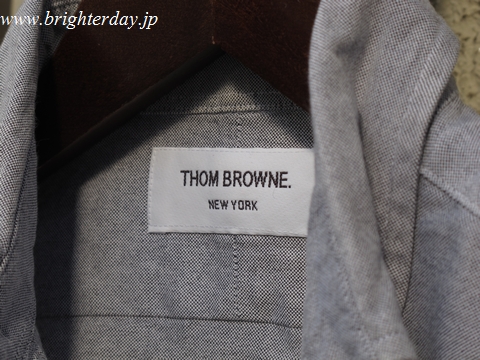 www.brighterday.jp
THOM BROWNE.
NEW YORK